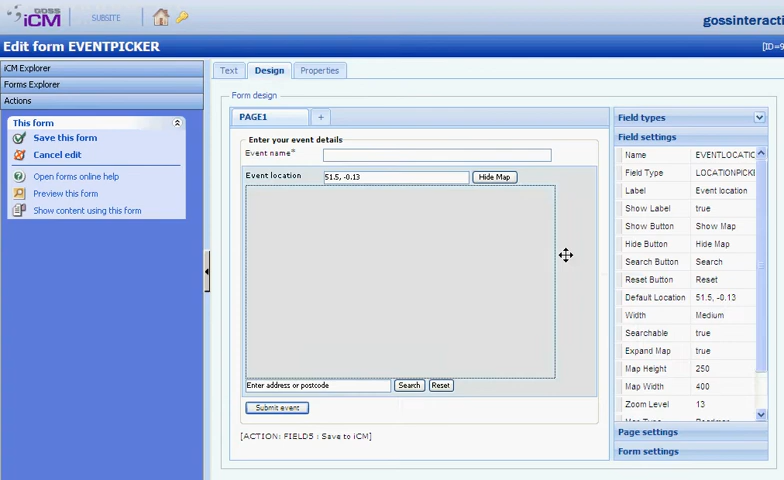 GOSS
iCM
SUBSITE
gossinteracti
Edit form EVENTPICKER
[ID=9
iCM Explorer
Forms Explorer
Actions
This form
Save this form
Cancel edit
Open forms online help
Preview this form
Show content using this form
Text
Design
Properties
Form design
PAGE1
+
Enter your event details
Event name*
Event location
51.5, -0.13
Hide Map
Enter address or postcode
Search
Reset
Submit event
[ACTION: FIELD5 : Save to iCM]
Field types
Field settings
Name EVENTLOCATIC
Field Type LOCATIONPICKE
Label Event location
Show Label true
Show Button Show Map
Hide Button Hide Map
Search Button Search
Reset Button Reset
Default Location 51.5, -0.13
Width Medium
Searchable true
Expand Map true
Map Height 250
Map Width 400
Zoom Level 13
Page settings
Form settings